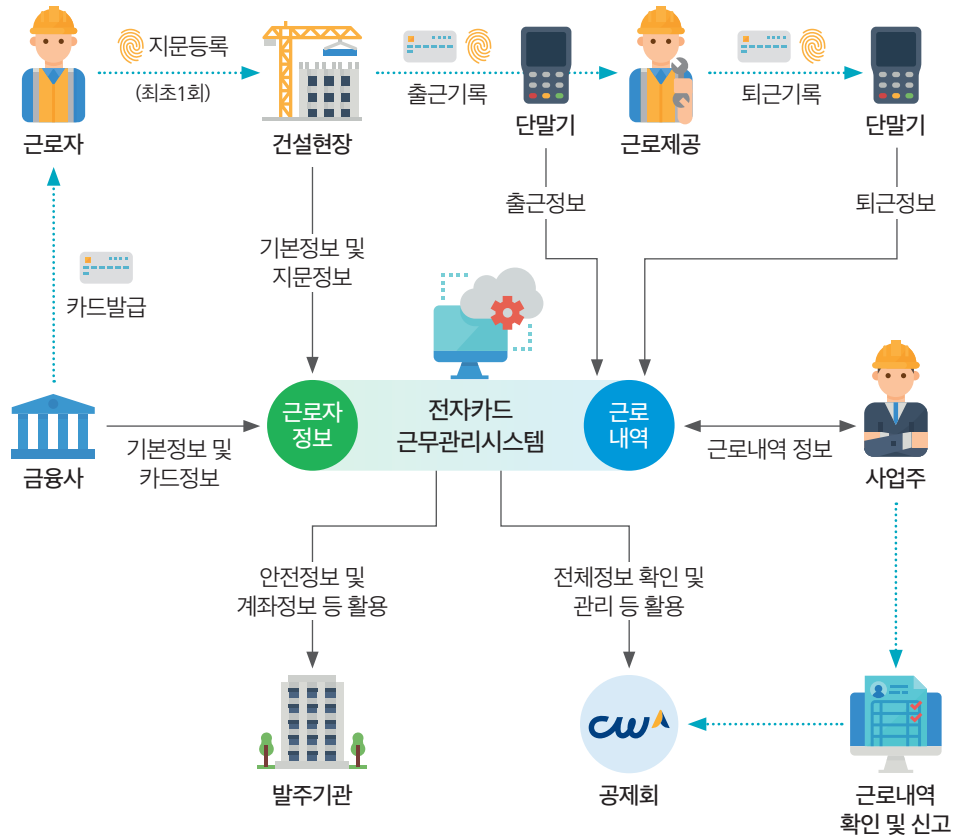 지문등록
(최초1회)
출근기록
퇴근기록
근로자
건설현장
단말기
근로제공
단말기
출근정보
퇴근정보
기본정보 및
지문정보
카드발급
근로자
정보
전자카드
근무관리시스템
근로
내역
금융사
기본정보 및
카드정보
근로내역 정보
사업주
안전정보 및
계좌정보 등 활용
전체정보 확인 및
관리 등 활용
cw
발주기관
공제회
근로내역
확인 및 신고